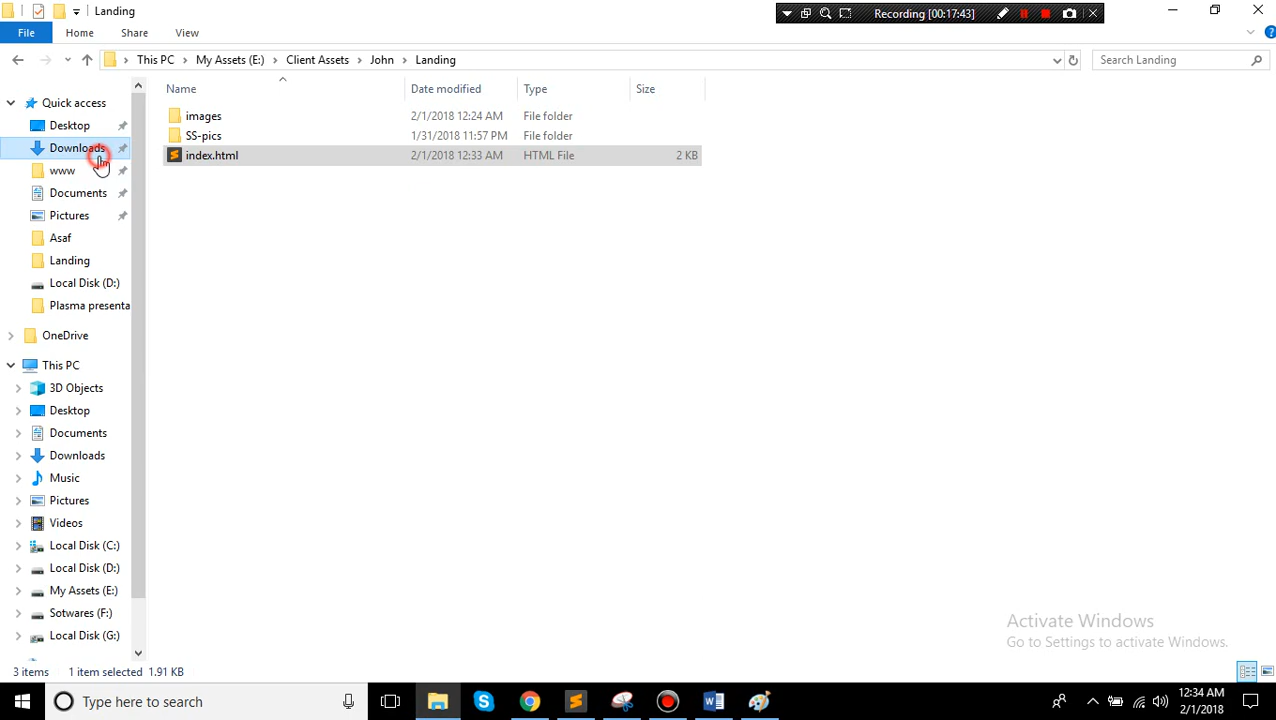 Landing
Recording [00:17:43]
File Home Share View
This PC My Assets (E:) Client Assets John Landing
Search Landing
Name Date modified Type Size
Quick access
Desktop
Downloads
www
Documents
Pictures
Asaf
Landing
Local Disk (D:)
Plasma presenta
OneDrive
This PC
3D Objects
Desktop
Documents
Downloads
Music
Pictures
Videos
Local Disk (C:)
Local Disk (D:)
My Assets (E:)
Sotwares (F:)
Local Disk (G:)
images 2/1/2018 12:24 AM File folder
SS-pics 1/31/2018 11:57 PM File folder
index.html 2/1/2018 12:33 AM HTML File 2 KB
Activate Windows
Go to Settings to activate Windows.
3 items 1 item selected 1.91 KB
Type here to search
12:34 AM
2/1/2018